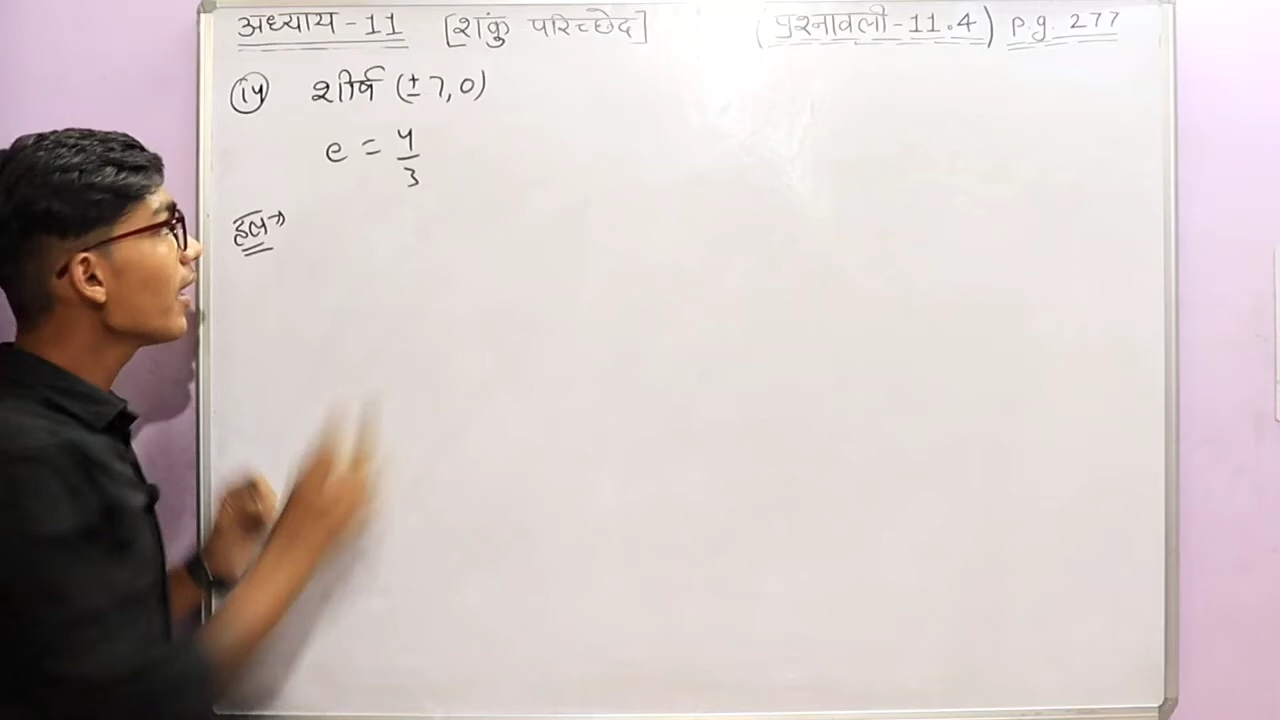 अध्याय - 11 [शंकु परिच्छेद] (प्रश्नावली - 11.4) P.g. 277
14 शीर्ष (± 7, 0)
e = 4/3
हल →